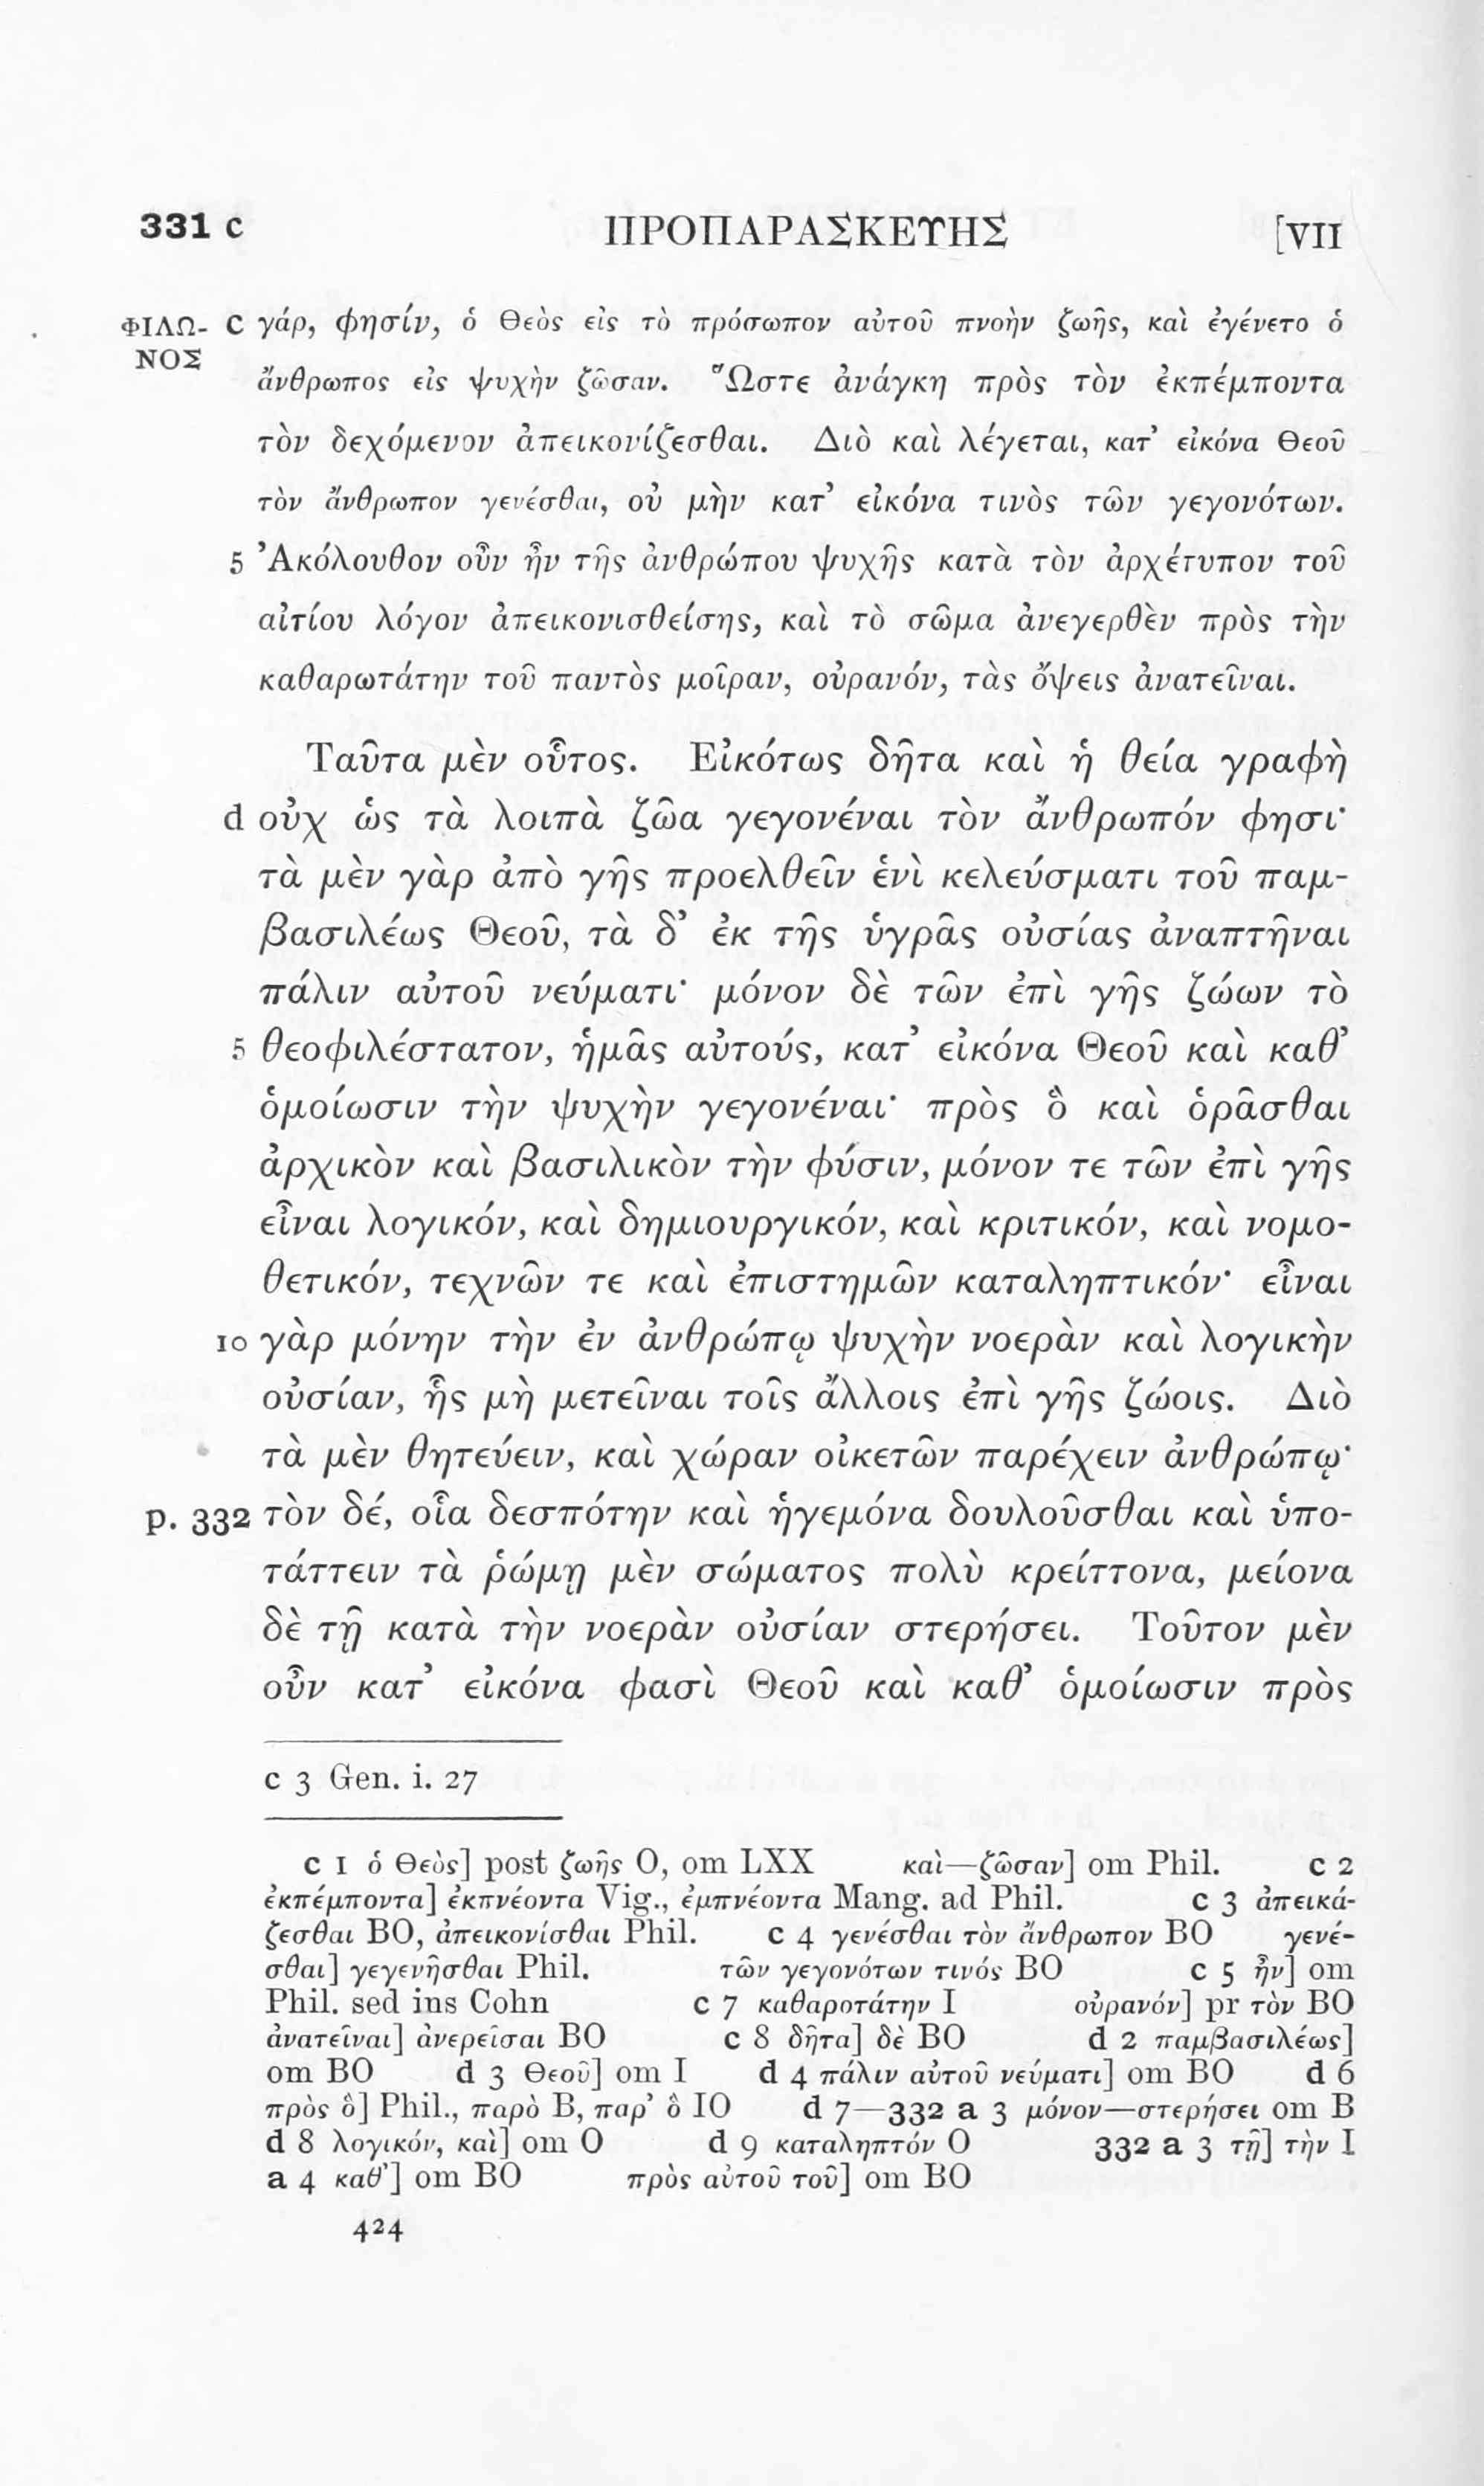 331 c ΠΡΟΠΑΡΑΣΚΕΥΗΣ [VII
ΦΙΛΩ- c γάρ, φησίν, ὁ Θεὸς εἰς τὸ πρόσωπον αὐτοῦ πνοὴν ζωῆς, καὶ ἐγένετο ὁ
ΝΟΣ
ἄνθρωπος εἰς ψυχὴν ζῶσαν. Ὥστε ἀνάγκη πρὸς τὸν ἐκπέμποντα
τὸν δεχόμενον ἀπεικονίζεσθαι. Διὸ καὶ λέγεται, κατ’ εἰκόνα Θεοῦ
τὸν ἄνθρωπον γενέσθαι, οὐ μὴν κατ’ εἰκόνα τινὸς τῶν γεγονότων.
5 Ἀκόλουθον οὖν ἦν τῆς ἀνθρώπου ψυχῆς κατὰ τὸν ἀρχέτυπον τοῦ
αἰτίου λόγον ἀπεικονισθείσης, καὶ τὸ σῶμα ἀνεγερθὲν πρὸς τὴν
καθαρωτάτην τοῦ παντὸς μοῖραν, οὐρανόν, τὰς ὄψεις ἀνατεῖναι.
Ταῦτα μὲν οὗτος. Εἰκότως δῆτα καὶ ἡ θεία γραφὴ
d οὐχ ὡς τὰ λοιπὰ ζῶα γεγονέναι τὸν ἄνθρωπόν φησι·
τὰ μὲν γὰρ ἀπὸ γῆς προελθεῖν ἑνὶ κελεύσματι τοῦ παμ-
βασιλέως Θεοῦ, τὰ δ’ ἐκ τῆς ὑγρᾶς οὐσίας ἀναπτῆναι
πάλιν αὐτοῦ νεύματι· μόνον δὲ τῶν ἐπὶ γῆς ζώων τὸ
5 θεοφιλέστατον, ἡμᾶς αὐτούς, κατ’ εἰκόνα Θεοῦ καὶ καθ’
ὁμοίωσιν τὴν ψυχὴν γεγονέναι· πρὸς ὃ καὶ ὁρᾶσθαι
ἀρχικὸν καὶ βασιλικὸν τὴν φύσιν, μόνον τε τῶν ἐπὶ γῆς
εἶναι λογικόν, καὶ δημιουργικόν, καὶ κριτικόν, καὶ νομο-
θετικόν, τεχνῶν τε καὶ ἐπιστημῶν καταληπτικόν· εἶναι
10 γὰρ μόνην τὴν ἐν ἀνθρώπῳ ψυχὴν νοερὰν καὶ λογικὴν
οὐσίαν, ἧς μὴ μετεῖναι τοῖς ἄλλοις ἐπὶ γῆς ζώοις. Διὸ
τὰ μὲν θητεύειν, καὶ χώραν οἰκετῶν παρέχειν ἀνθρώπῳ·
p. 332 τὸν δέ, οἷα δεσπότην καὶ ἡγεμόνα δουλοῦσθαι καὶ ὑπο-
τάττειν τὰ ῥώμῃ μὲν σώματος πολὺ κρείττονα, μείονα
δὲ τῇ κατὰ τὴν νοερὰν οὐσίαν στερήσει. Τοῦτον μὲν
οὖν κατ’ εἰκόνα φασὶ Θεοῦ καὶ καθ’ ὁμοίωσιν πρὸς
c 3 Gen. i. 27
c 1 ὁ Θεὸς] post ζωῆς O, om LXX καὶ—ζῶσαν] om Phil. c 2
ἐκπέμποντα] ἐκπνέοντα Vig., ἐμπνέοντα Mang. ad Phil. c 3 ἀπεικά-
ζεσθαι BO, ἀπεικονίσθαι Phil. c 4 γενέσθαι τὸν ἄνθρωπον BO γενέ-
σθαι] γεγενῆσθαι Phil. τῶν γεγονότων τινός BO c 5 ἦν] om
Phil. sed ins Cohn c 7 καθαροτάτην I οὐρανόν] pr τὸν BO
ἀνατεῖναι] ἀνερεῖσαι BO c 8 δῆτα] δὲ BO d 2 παμβασιλέως]
om BO d 3 Θεοῦ] om I d 4 πάλιν αὐτοῦ νεύματι] om BO d 6
πρὸς ὃ] Phil., παρὸ B, παρ’ ὃ IO d 7—332 a 3 μόνον—στερήσει om B
d 8 λογικόν, καὶ] om O d 9 καταληπτόν O 332 a 3 τῇ] τὴν I
a 4 καθ’] om BO πρὸς αὐτοῦ τοῦ] om BO
424